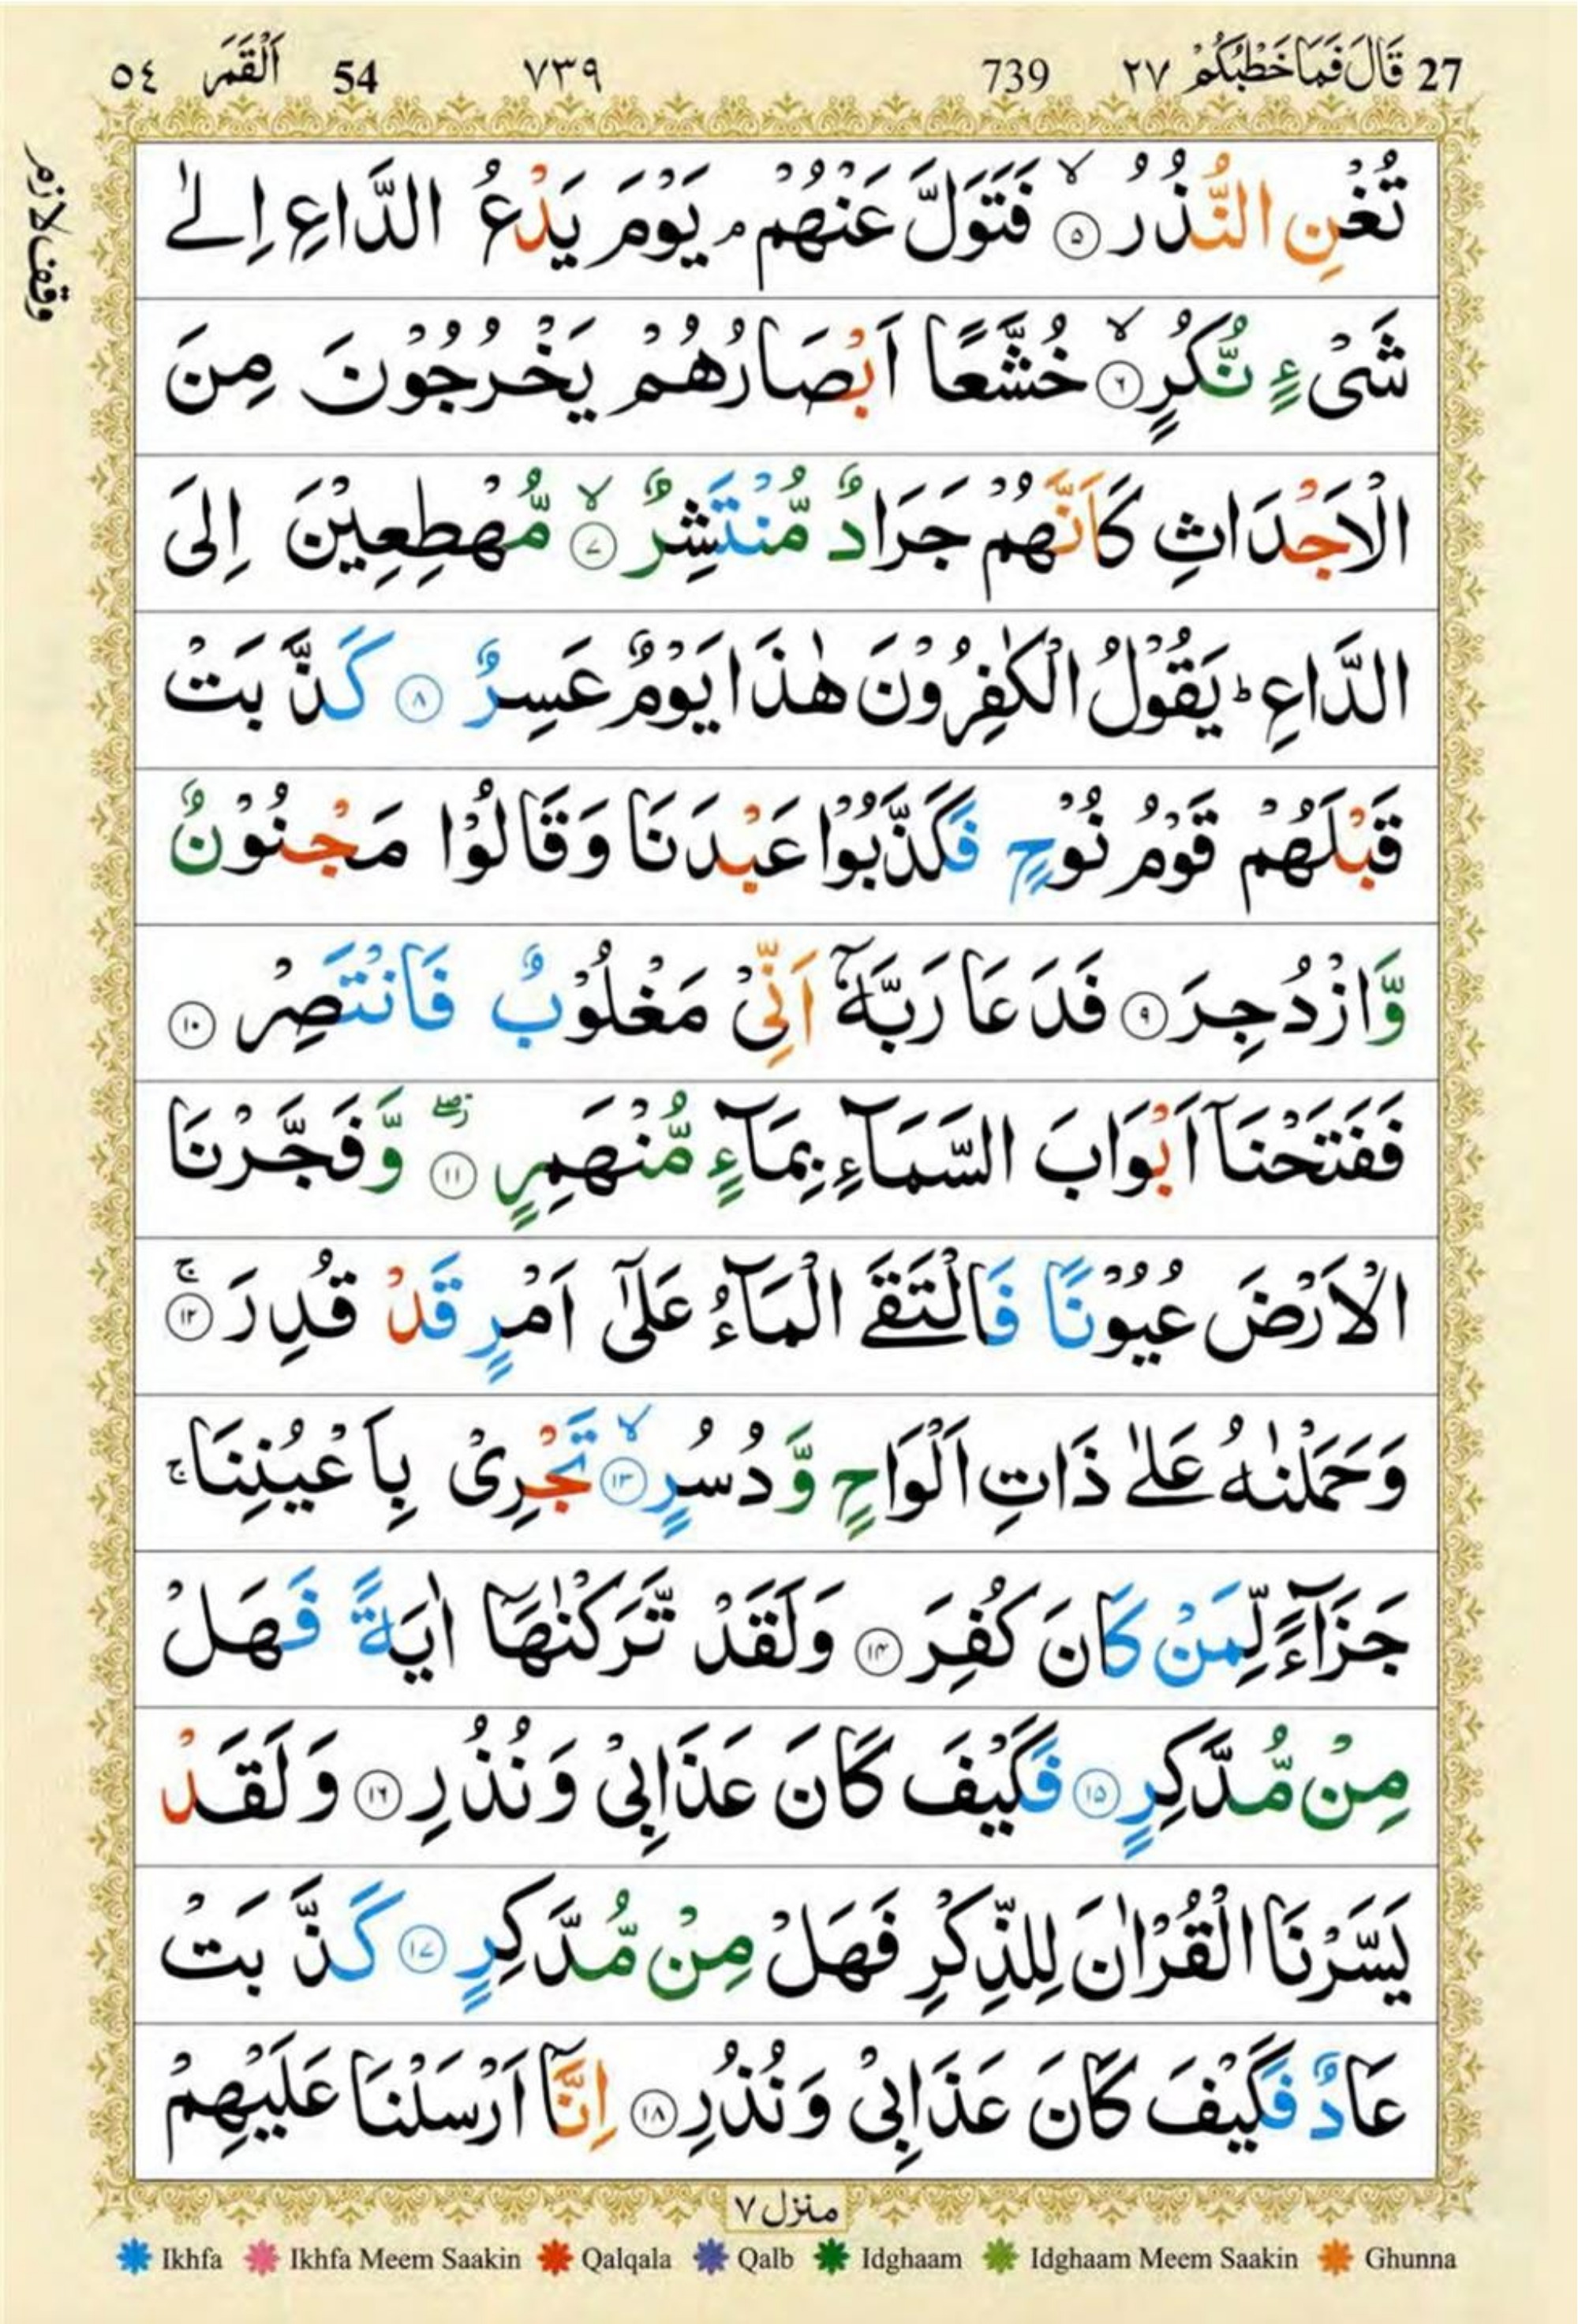 27 قَالَ فَمَا خَطْبُكُمْ ٢٧ 739 ٧٣٩ 54 اَلْقَمَر ٥٤
وقف لازم
تُغْنِ النُّذُرُ ۙ۝٥ فَتَوَلَّ عَنْهُمْ ۘ يَوْمَ يَدْعُ الدَّاعِ اِلٰى
شَىْءٍ نُّكُرٍ ۙ۝٦ خُشَّعًا اَبْصَارُهُمْ يَخْرُجُوْنَ مِنَ
الْاَجْدَاثِ كَاَنَّهُمْ جَرَادٌ مُّنْتَشِرٌ ۙ۝٧ مُّهْطِعِيْنَ اِلَى
الدَّاعِ ؕ يَقُوْلُ الْكٰفِرُوْنَ هٰذَا يَوْمٌ عَسِرٌ ۝٨ كَذَّبَتْ
قَبْلَهُمْ قَوْمُ نُوْحٍ فَكَذَّبُوْا عَبْدَنَا وَقَالُوْا مَجْنُوْنٌ
وَّازْدُجِرَ ۝٩ فَدَعَا رَبَّهٗۤ اَنِّىْ مَغْلُوْبٌ فَانْتَصِرْ ۝١٠
فَفَتَحْنَاۤ اَبْوَابَ السَّمَآءِ بِمَآءٍ مُّنْهَمِرٍ ۖ۝١١ وَّفَجَّرْنَا
الْاَرْضَ عُيُوْنًا فَالْتَقَى الْمَآءُ عَلٰۤى اَمْرٍ قَدْ قُدِرَ ۚ۝١٢
وَحَمَلْنٰهُ عَلٰى ذَاتِ اَلْوَاحٍ وَّدُسُرٍ ۙ۝١٣ تَجْرِىْ بِاَعْيُنِنَا ۚ
جَزَآءً لِّمَنْ كَانَ كُفِرَ ۝١٤ وَلَقَدْ تَّرَكْنٰهَاۤ اٰيَةً فَهَلْ
مِنْ مُّدَّكِرٍ ۝١٥ فَكَيْفَ كَانَ عَذَابِىْ وَنُذُرِ ۝١٦ وَلَقَدْ
يَسَّرْنَا الْقُرْاٰنَ لِلذِّكْرِ فَهَلْ مِنْ مُّدَّكِرٍ ۝١٧ كَذَّبَتْ
عَادٌ فَكَيْفَ كَانَ عَذَابِىْ وَنُذُرِ ۝١٨ اِنَّاۤ اَرْسَلْنَا عَلَيْهِمْ
منزل ٧
Ikhfa Ikhfa Meem Saakin Qalqala Qalb Idghaam Idghaam Meem Saakin Ghunna